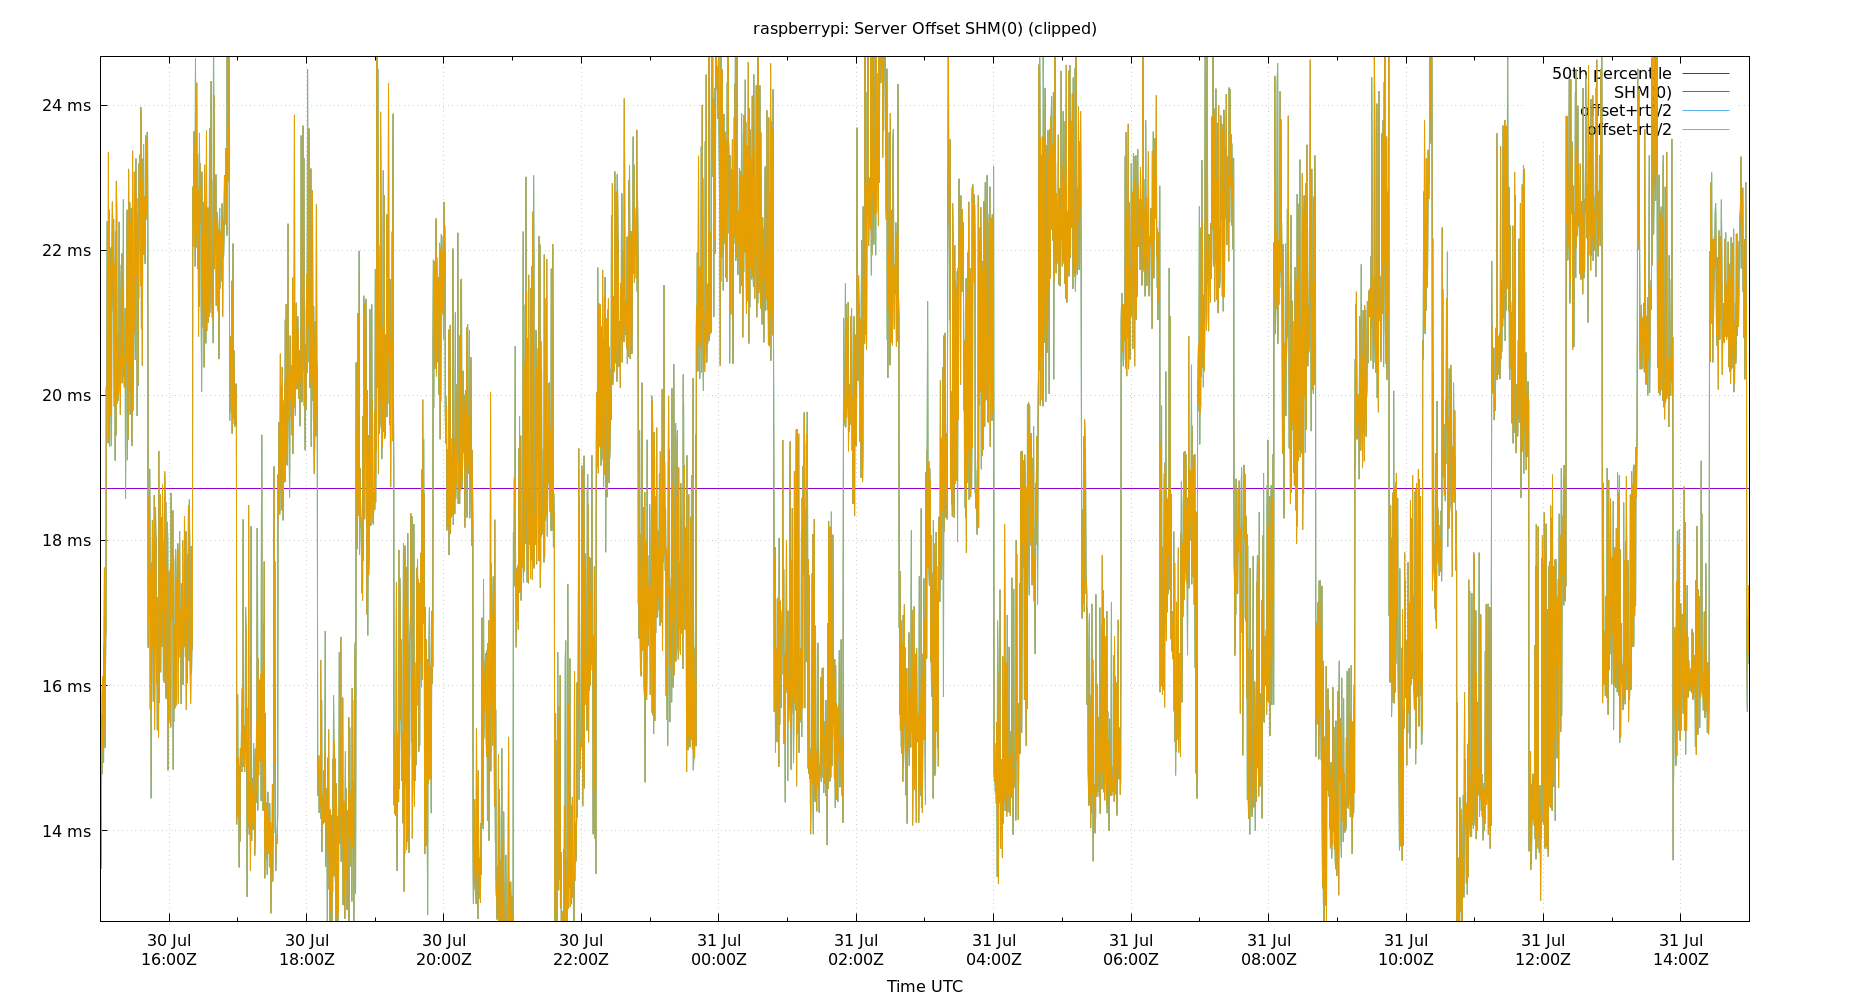 raspberrypi: Server Offset SHM(0) (clipped)
50th percentile
SHM(0)
offset+rtt/2
offset-rtt/2
24 ms
22 ms
20 ms
18 ms
16 ms
14 ms
30 Jul 30 Jul 30 Jul 30 Jul 31 Jul 31 Jul 31 Jul 31 Jul 31 Jul 31 Jul 31 Jul 31 Jul
16:00Z 18:00Z 20:00Z 22:00Z 00:00Z 02:00Z 04:00Z 06:00Z 08:00Z 10:00Z 12:00Z 14:00Z
Time UTC